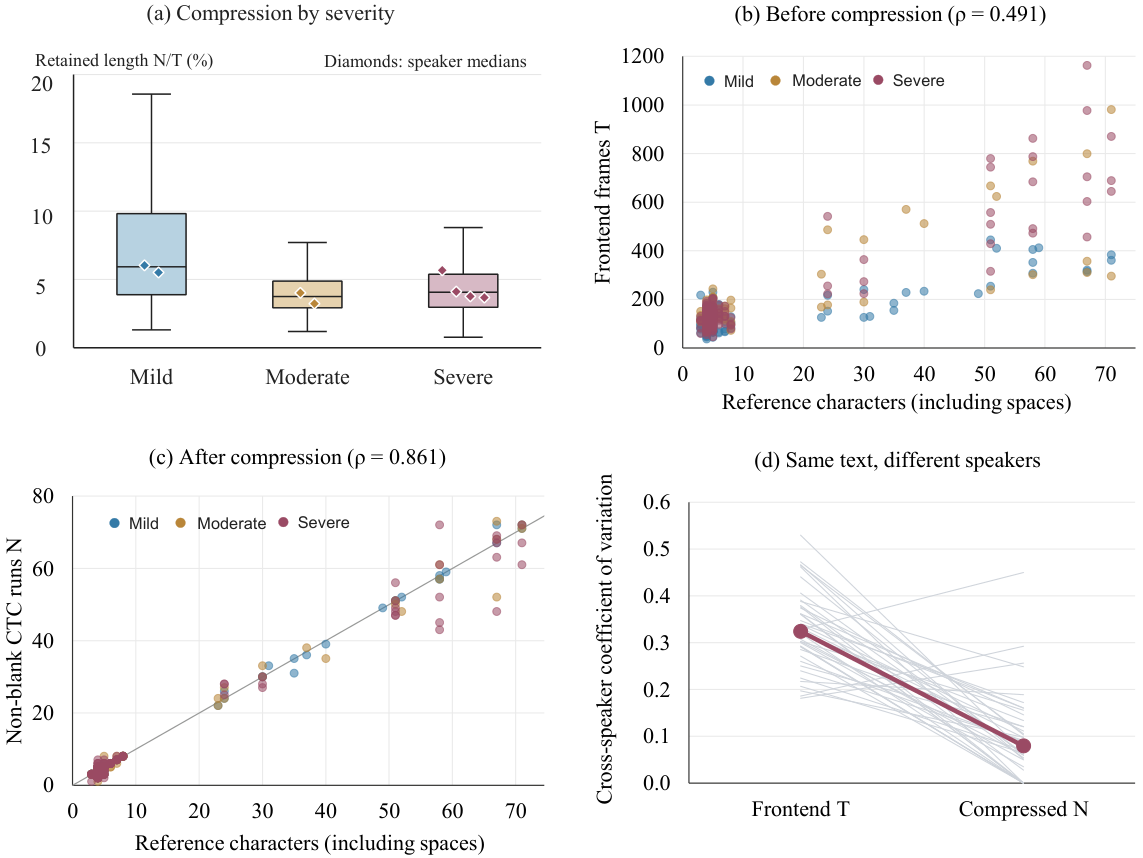 (a) Compression by severity
Retained length N/T (%)
Diamonds: speaker medians
20
15
10
5
0
Mild
Moderate
Severe
(b) Before compression (ρ = 0.491)
Frontend frames T
1200
1000
800
600
400
200
0
Mild
Moderate
Severe
0 10 20 30 40 50 60 70
Reference characters (including spaces)
(c) After compression (ρ = 0.861)
Non-blank CTC runs N
80
60
40
20
0
Mild
Moderate
Severe
0 10 20 30 40 50 60 70
Reference characters (including spaces)
(d) Same text, different speakers
Cross-speaker coefficient of variation
0.6
0.5
0.4
0.3
0.2
0.1
0.0
Frontend T
Compressed N